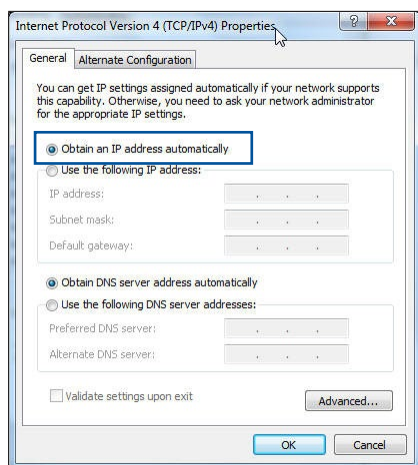 Internet Protocol Version 4 (TCP/IPv4) Properties
General
Alternate Configuration
You can get IP settings assigned automatically if your network supports
this capability. Otherwise, you need to ask your network administrator
for the appropriate IP settings.
Obtain an IP address automatically
Use the following IP address:
IP address:
Subnet mask:
Default gateway:
Obtain DNS server address automatically
Use the following DNS server addresses:
Preferred DNS server:
Alternate DNS server:
Validate settings upon exit
Advanced...
OK
Cancel